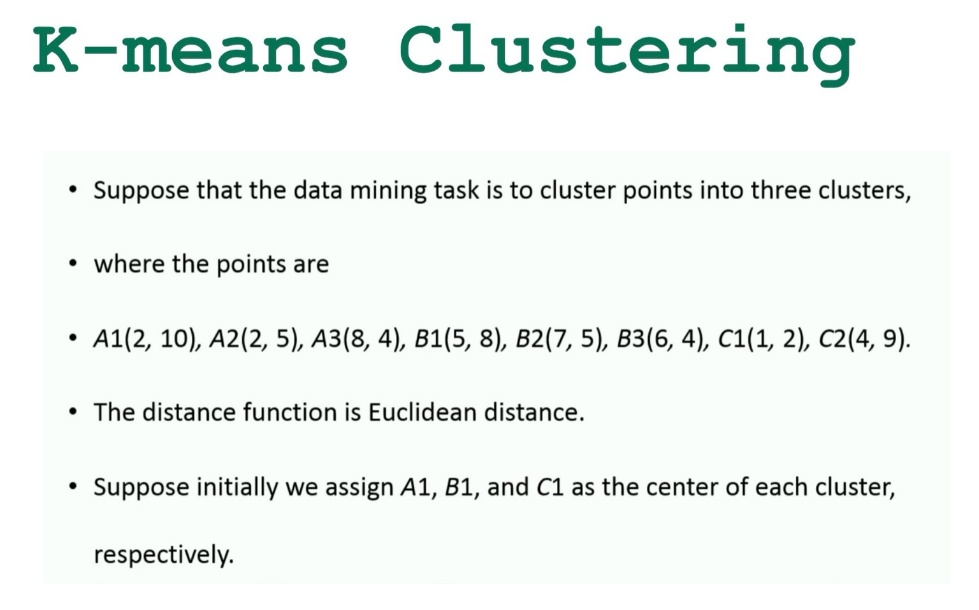 K-means Clustering
• Suppose that the data mining task is to cluster points into three clusters,
• where the points are
• A1(2, 10), A2(2, 5), A3(8, 4), B1(5, 8), B2(7, 5), B3(6, 4), C1(1, 2), C2(4, 9).
• The distance function is Euclidean distance.
• Suppose initially we assign A1, B1, and C1 as the center of each cluster,
respectively.